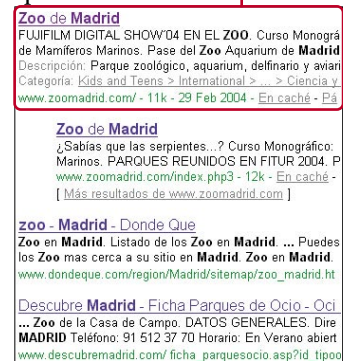 Zoo de Madrid
FUJIFILM DIGITAL SHOW'04 EN EL ZOO. Curso Monográ
de Mamíferos Marinos. Pase del Zoo Aquarium de Madrid
Descripción: Parque zoológico, aquarium, delfinario y aviari
Categoría: Kids and Teens > International > ... > Ciencia y
www.zoomadrid.com/ - 11k - 29 Feb 2004 - En caché - Pá
Zoo de Madrid
¿Sabías que las serpientes...? Curso Monográfico:
Marinos. PARQUES REUNIDOS EN FITUR 2004. P
www.zoomadrid.com/index.php3 - 12k - En caché -
[ Más resultados de www.zoomadrid.com ]
zoo - Madrid - Donde Que
Zoo en Madrid. Listado de los Zoo en Madrid. ... Puedes
los Zoo mas cerca a su sitio en Madrid. Zoo en Madrid.
www.dondeque.com/region/Madrid/sitemap/zoo_madrid.ht
Descubre Madrid - Ficha Parques de Ocio - Oci
... Zoo de la Casa de Campo. DATOS GENERALES. Dire
MADRID Teléfono: 91 512 37 70 Horario: En Verano abiert
www.descubremadrid.com/ ficha_parquesocio.asp?id_tipoo